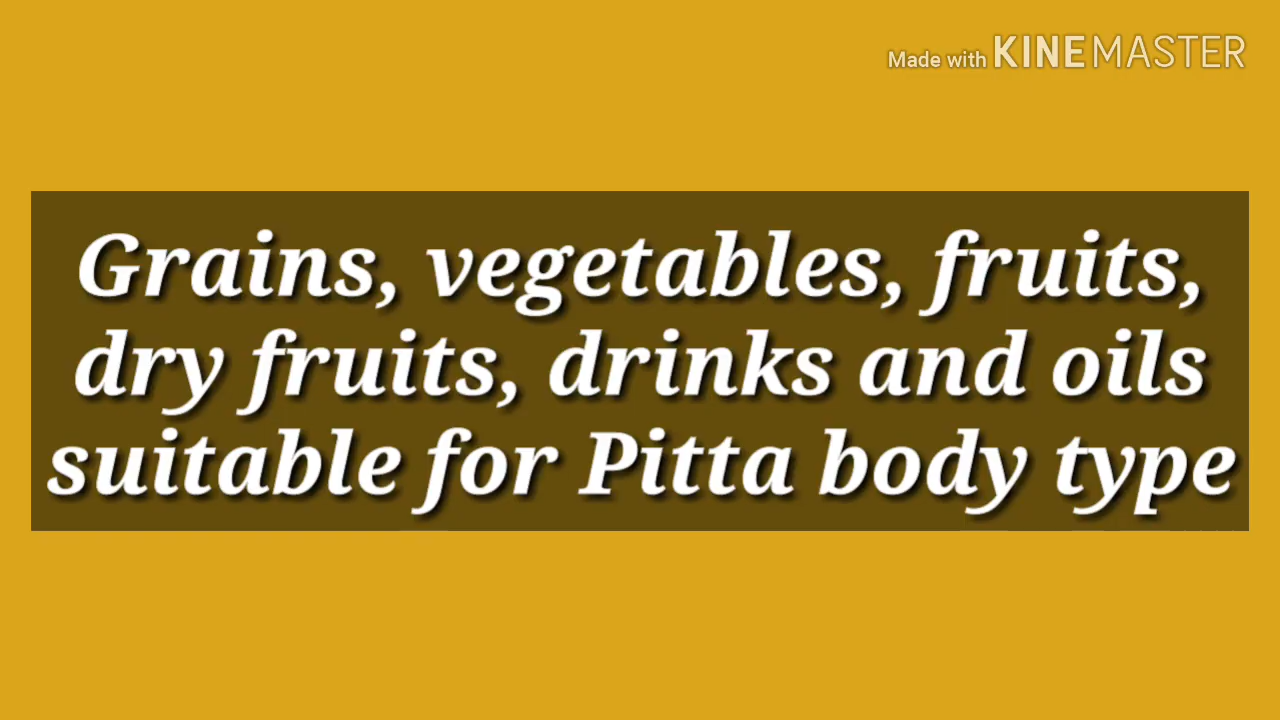 Made with KINEMASTER
Grains, vegetables, fruits,
dry fruits, drinks and oils
suitable for Pitta body type